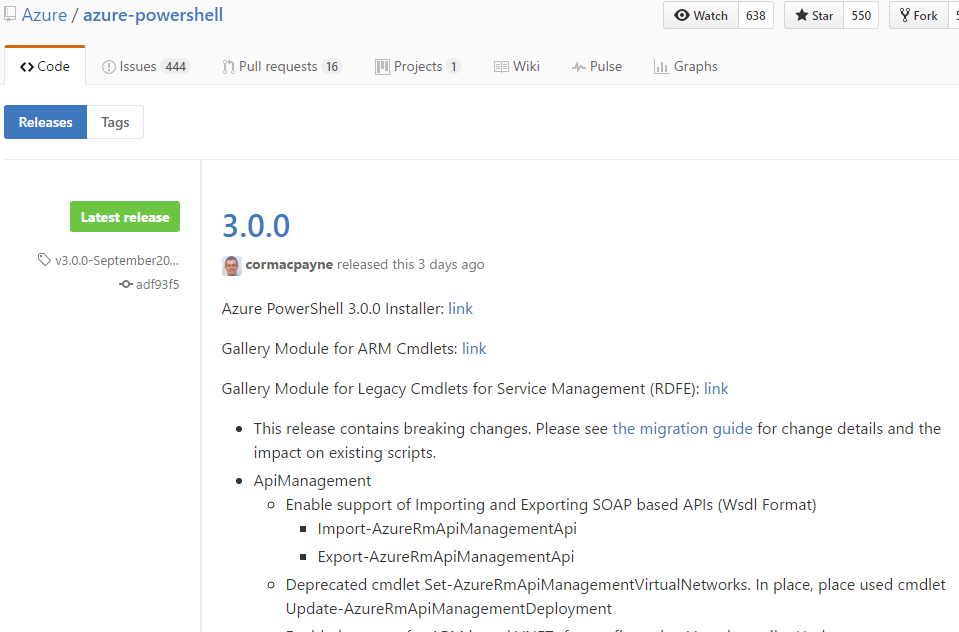 Azure / azure-powershell
Watch 638
Star 550
Fork
Code
Issues 444
Pull requests 16
Projects 1
Wiki
Pulse
Graphs
Releases
Tags
Latest release
v3.0.0-September20...
adf93f5
3.0.0
cormacpayne released this 3 days ago
Azure PowerShell 3.0.0 Installer: link
Gallery Module for ARM Cmdlets: link
Gallery Module for Legacy Cmdlets for Service Management (RDFE): link
This release contains breaking changes. Please see the migration guide for change details and the
impact on existing scripts.
ApiManagement
Enable support of Importing and Exporting SOAP based APIs (Wsdl Format)
Import-AzureRmApiManagementApi
Export-AzureRmApiManagementApi
Deprecated cmdlet Set-AzureRmApiManagementVirtualNetworks. In place, place used cmdlet
Update-AzureRmApiManagementDeployment